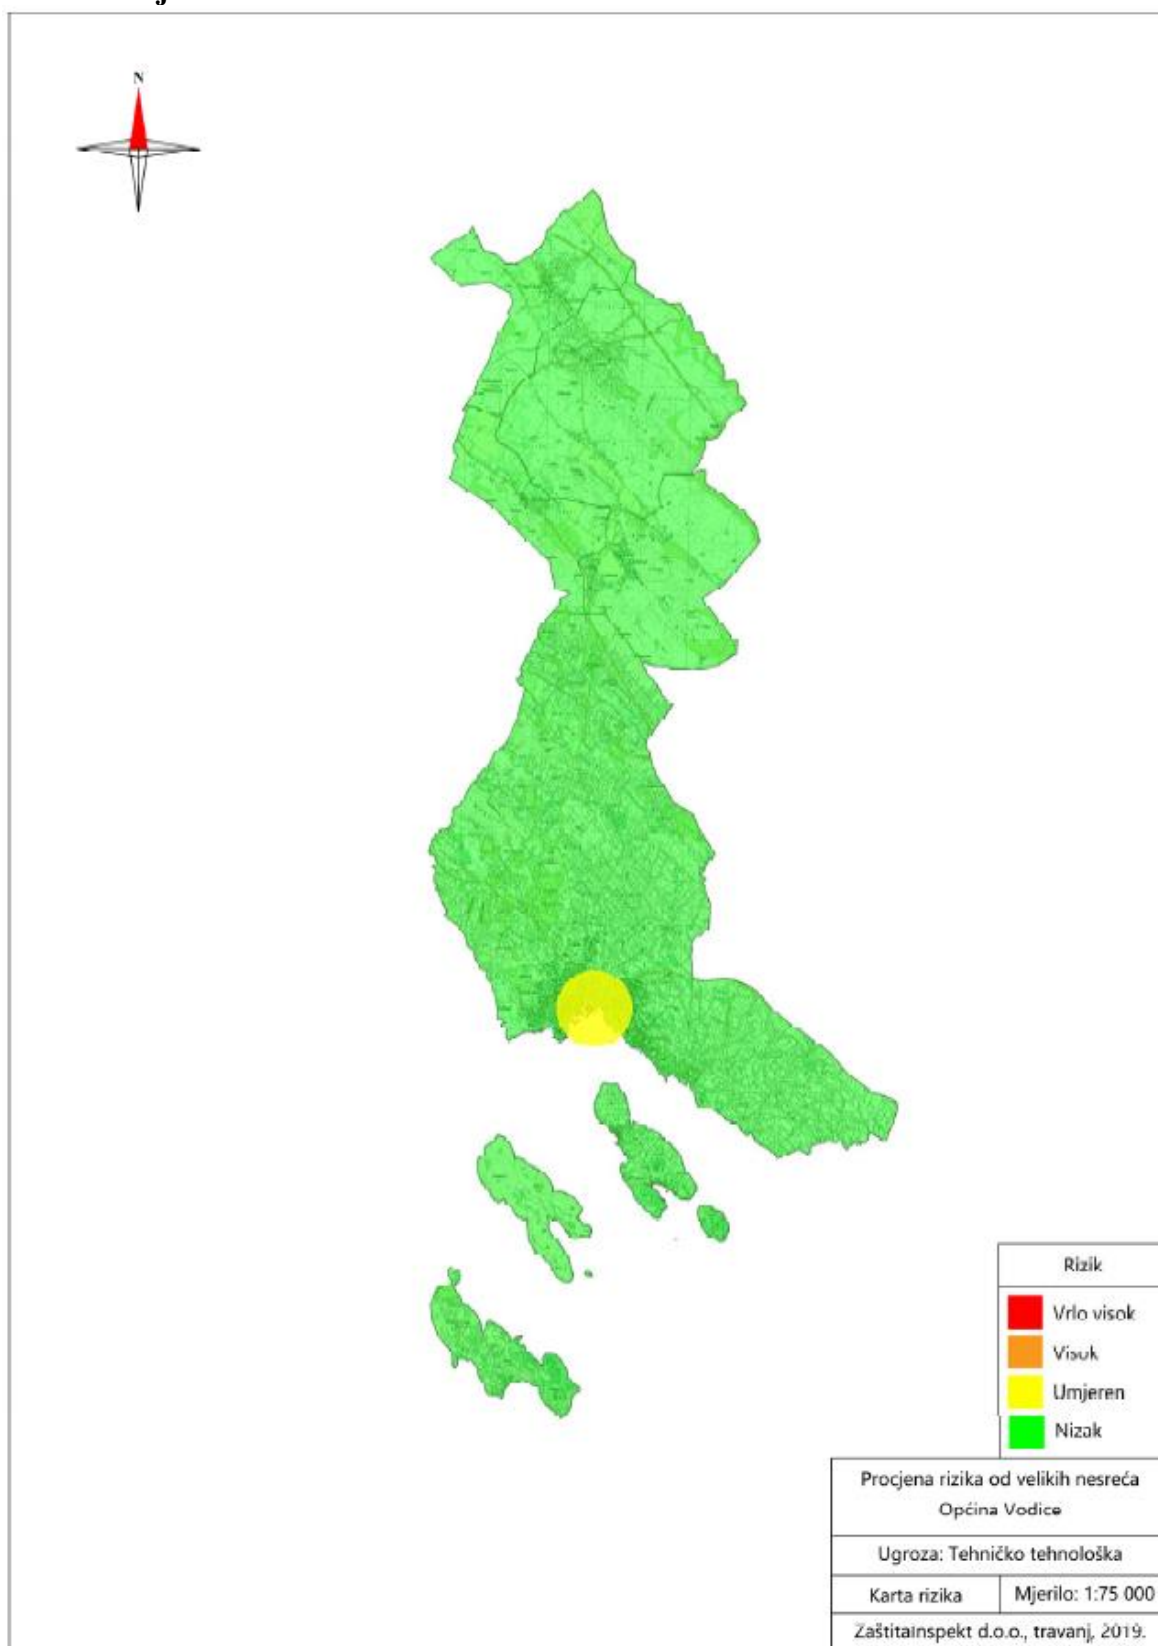 N
Rizik
Vrlo visok
Visok
Umjeren
Nizak
Procjena rizika od velikih nesreća
Općina Vodice
Ugroza: Tehničko tehnološka
Karta rizika
Mjerilo: 1:75 000
ZaštitaInspekt d.o.o., travanj, 2019.